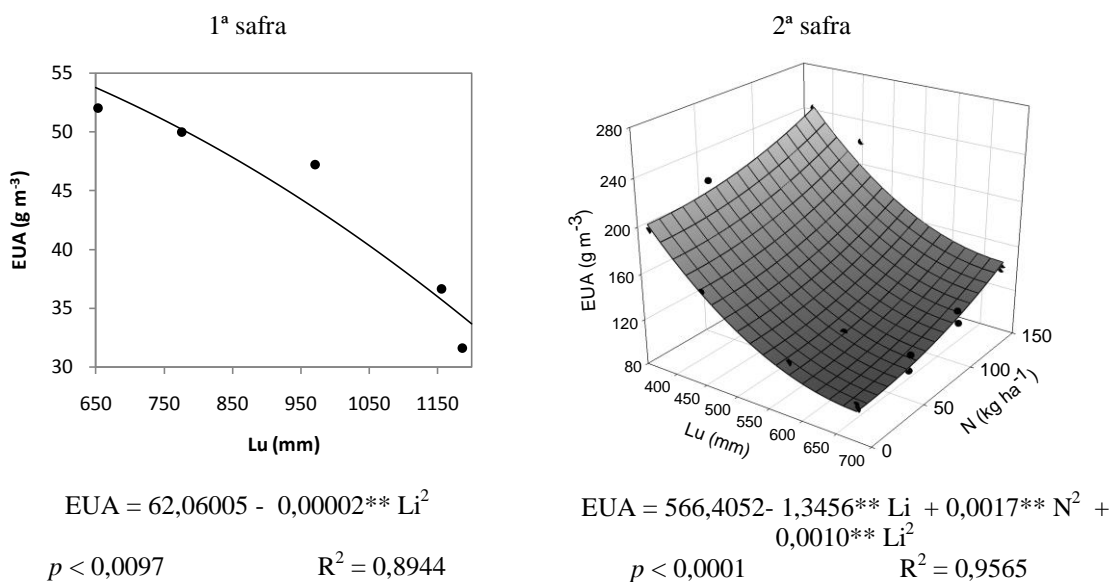 1ª safra
2ª safra
55
50
45
40
35
30
EUA (g m⁻³)
650 750 850 950 1050 1150
Lu (mm)
280
240
200
160
120
80
EUA (g m⁻³)
400 450 500 550 600 650 700
Lu (mm)
0 50 100 150
N (kg ha⁻¹)
EUA = 62,06005 - 0,00002** Li²
p < 0,0097 R² = 0,8944
EUA = 566,4052- 1,3456** Li + 0,0017** N² +
0,0010** Li²
p < 0,0001 R² = 0,9565